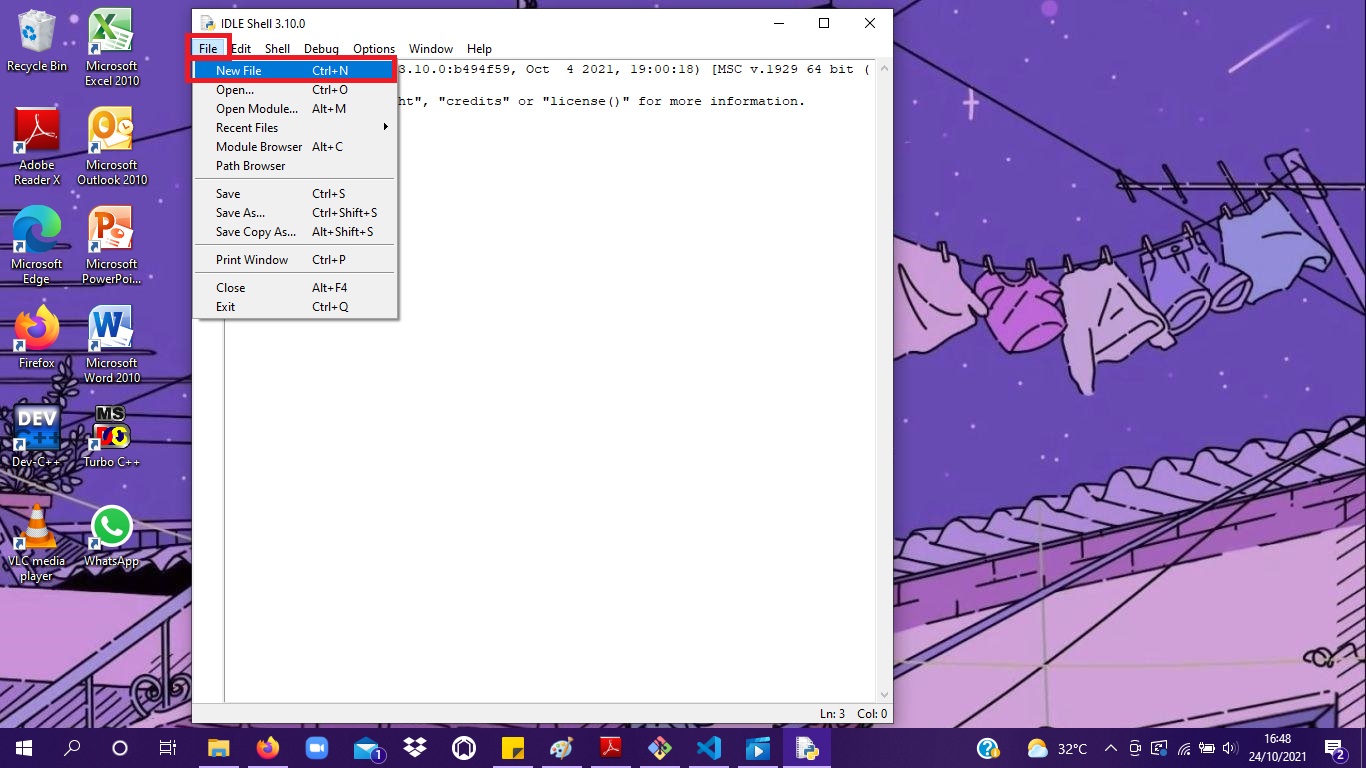 IDLE Shell 3.10.0
File Edit Shell Debug Options Window Help
3.10.0:b494f59, Oct 4 2021, 19:00:18) [MSC v.1929 64 bit (
ht", "credits" or "license()" for more information.
New File Ctrl+N
Open... Ctrl+O
Open Module... Alt+M
Recent Files
Module Browser Alt+C
Path Browser
Save Ctrl+S
Save As... Ctrl+Shift+S
Save Copy As... Alt+Shift+S
Print Window Ctrl+P
Close Alt+F4
Exit Ctrl+Q
Ln: 3 Col: 0
Recycle Bin
Microsoft
Excel 2010
Adobe
Reader X
Microsoft
Outlook 2010
Microsoft
Edge
Microsoft
PowerPoi...
Firefox
Microsoft
Word 2010
DEV
C++
Dev-C++
MS
Turbo C++
VLC media
player
WhatsApp
1
32°C
16:48
24/10/2021
2